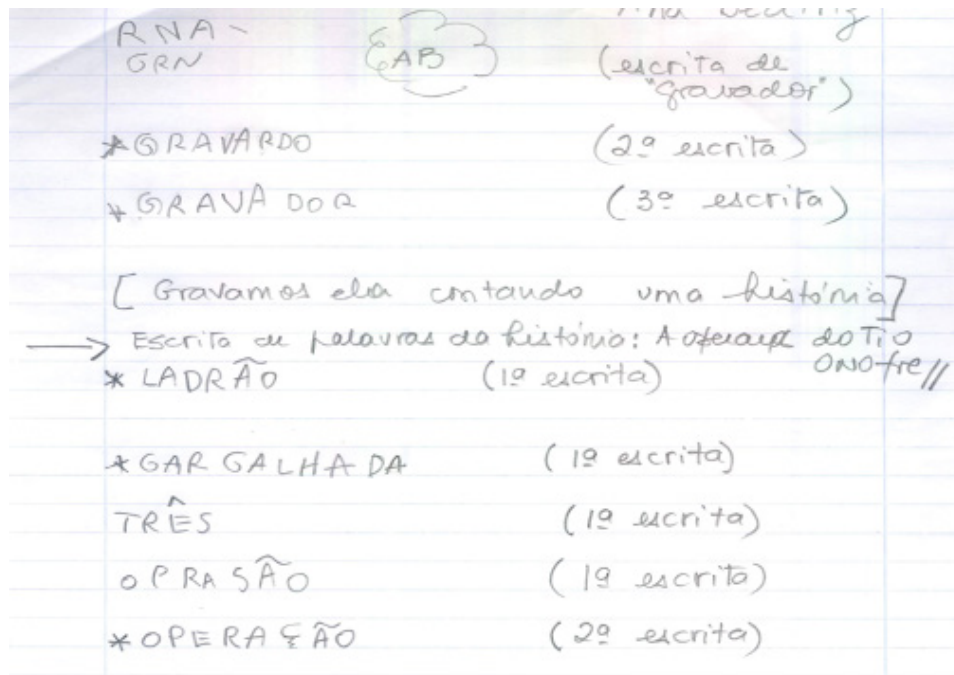 RNA-
GRN EAB (escrita de "gravador")
*GRAVARDO (2ª escrita)
*GRAVADOR (3ª escrita)
[Gravamos ela contando uma história]
→ Escrita de palavras da história: A do Tio ONOfre//
*LADRÃO (1ª escrita)
*GARGALHADA (1ª escrita)
TRÊS (1ª escrita)
OPRASÃO (1ª escrita)
*OPERAÇÃO (2ª escrita)